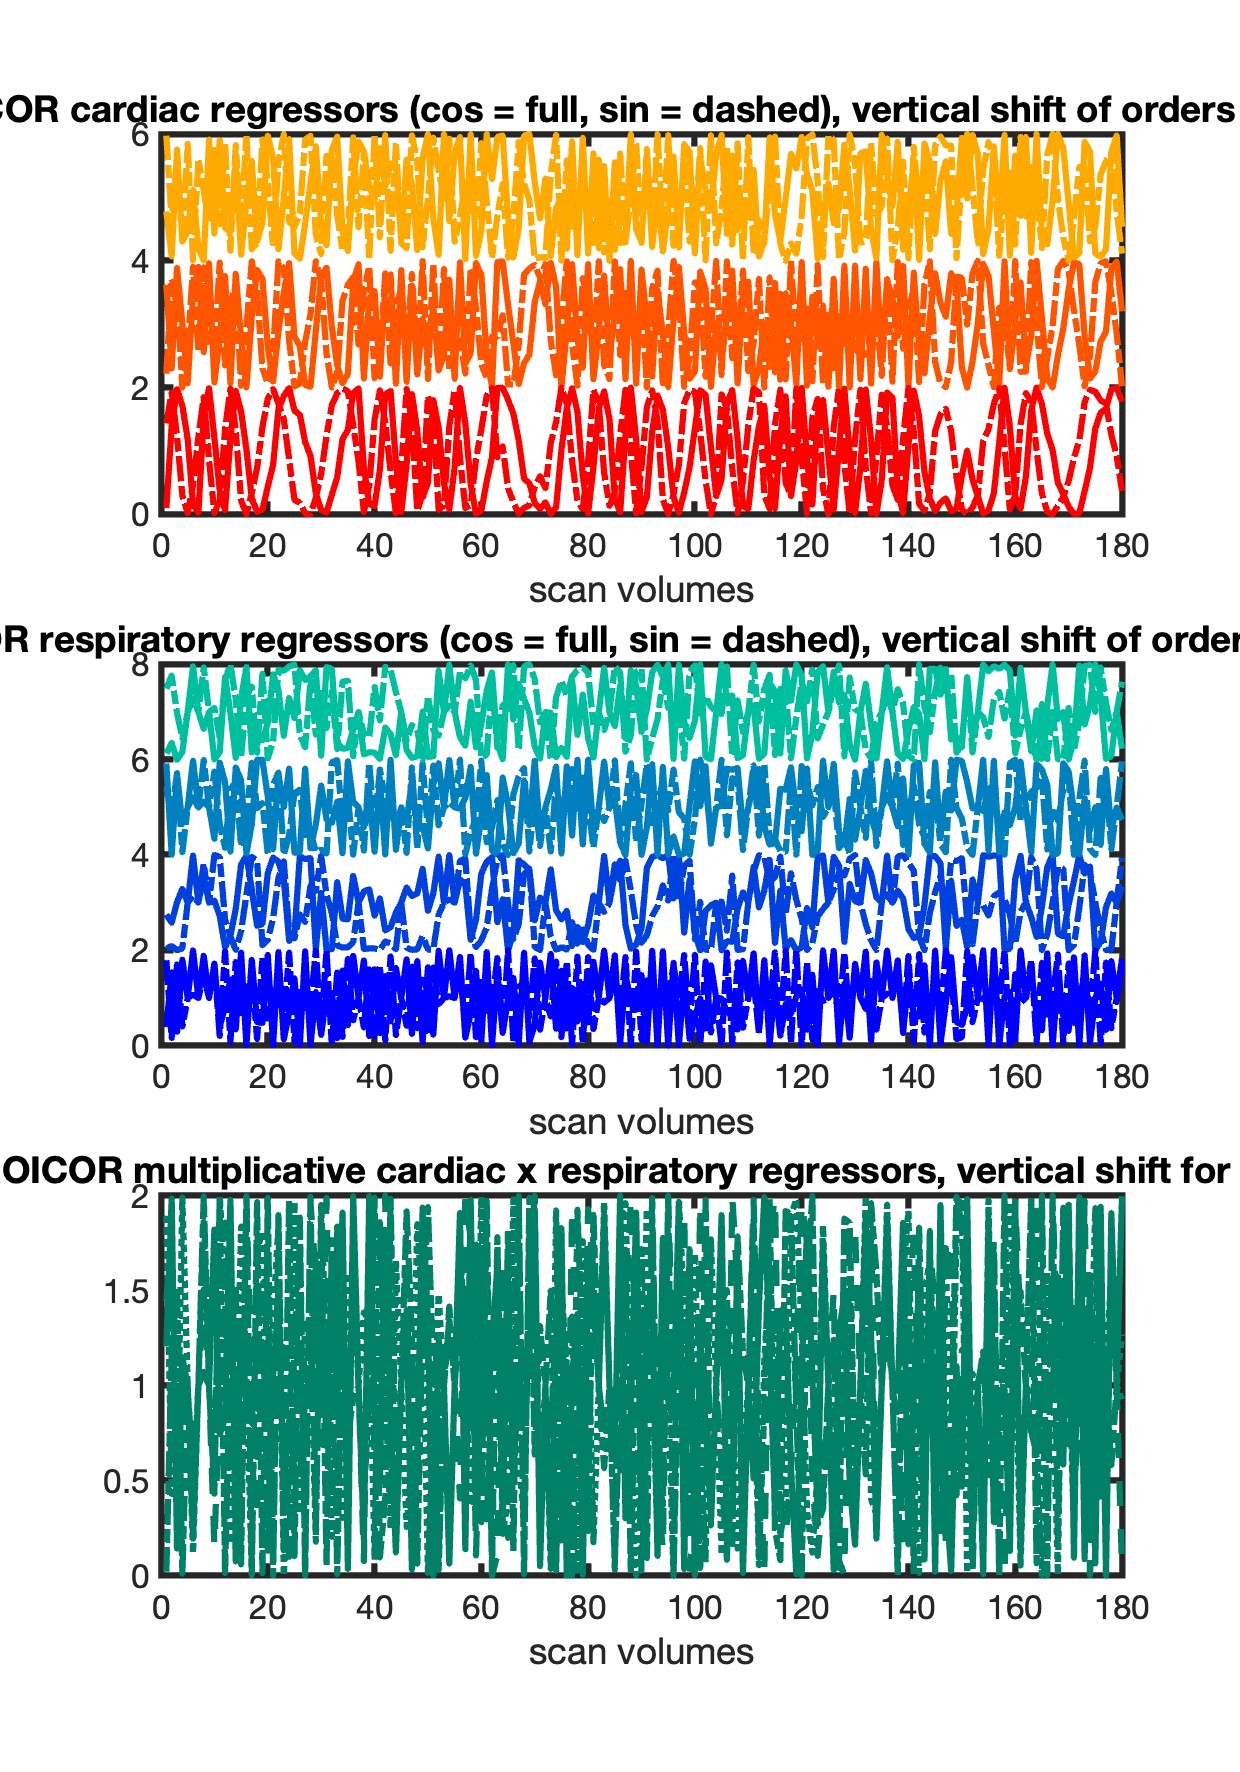 COR cardiac regressors (cos = full, sin = dashed), vertical shift of orders
6
4
2
0
0 20 40 60 80 100 120 140 160 180
scan volumes
OR respiratory regressors (cos = full, sin = dashed), vertical shift of order
8
6
4
2
0
0 20 40 60 80 100 120 140 160 180
scan volumes
OICOR multiplicative cardiac x respiratory regressors, vertical shift for
2
1.5
1
0.5
0
0 20 40 60 80 100 120 140 160 180
scan volumes